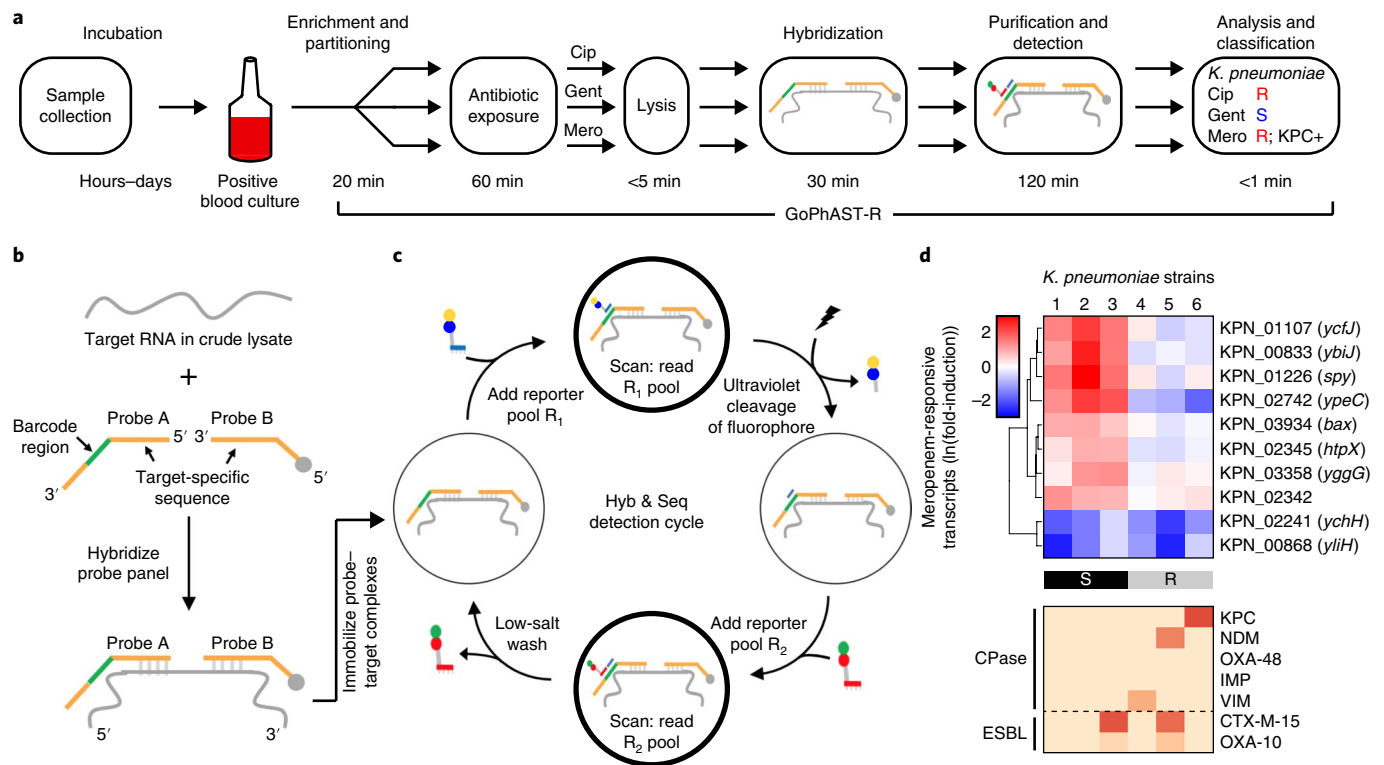 a
Incubation
Enrichment and
partitioning
Hybridization
Purification and
detection
Analysis and
classification
Sample
collection
Antibiotic
exposure
Cip
Gent
Mero
Lysis
K. pneumoniae
Cip R
Gent S
Mero R; KPC+
Hours–days
Positive
blood culture
20 min
60 min
<5 min
30 min
120 min
<1 min
GoPhAST-R
b
Target RNA in crude lysate
+
Barcode
region
Probe A
5′
3′
Probe B
Target-specific
sequence
3′
5′
Hybridize
probe panel
Probe A
Probe B
5′
3′
Immobilize probe–
target complexes
c
Scan: read
R1 pool
Add reporter
pool R1
Ultraviolet
cleavage
of fluorophore
Hyb & Seq
detection cycle
Low-salt
wash
Add reporter
pool R2
Scan: read
R2 pool
d
K. pneumoniae strains
1 2 3 4 5 6
2
0
−2
Meropenem-responsive
transcripts (ln(fold-induction))
KPN_01107 (ycfJ)
KPN_00833 (ybiJ)
KPN_01226 (spy)
KPN_02742 (ypeC)
KPN_03934 (bax)
KPN_02345 (htpX)
KPN_03358 (yggG)
KPN_02342
KPN_02241 (ychH)
KPN_00868 (yliH)
S R
CPase
KPC
NDM
OXA-48
IMP
VIM
ESBL
CTX-M-15
OXA-10